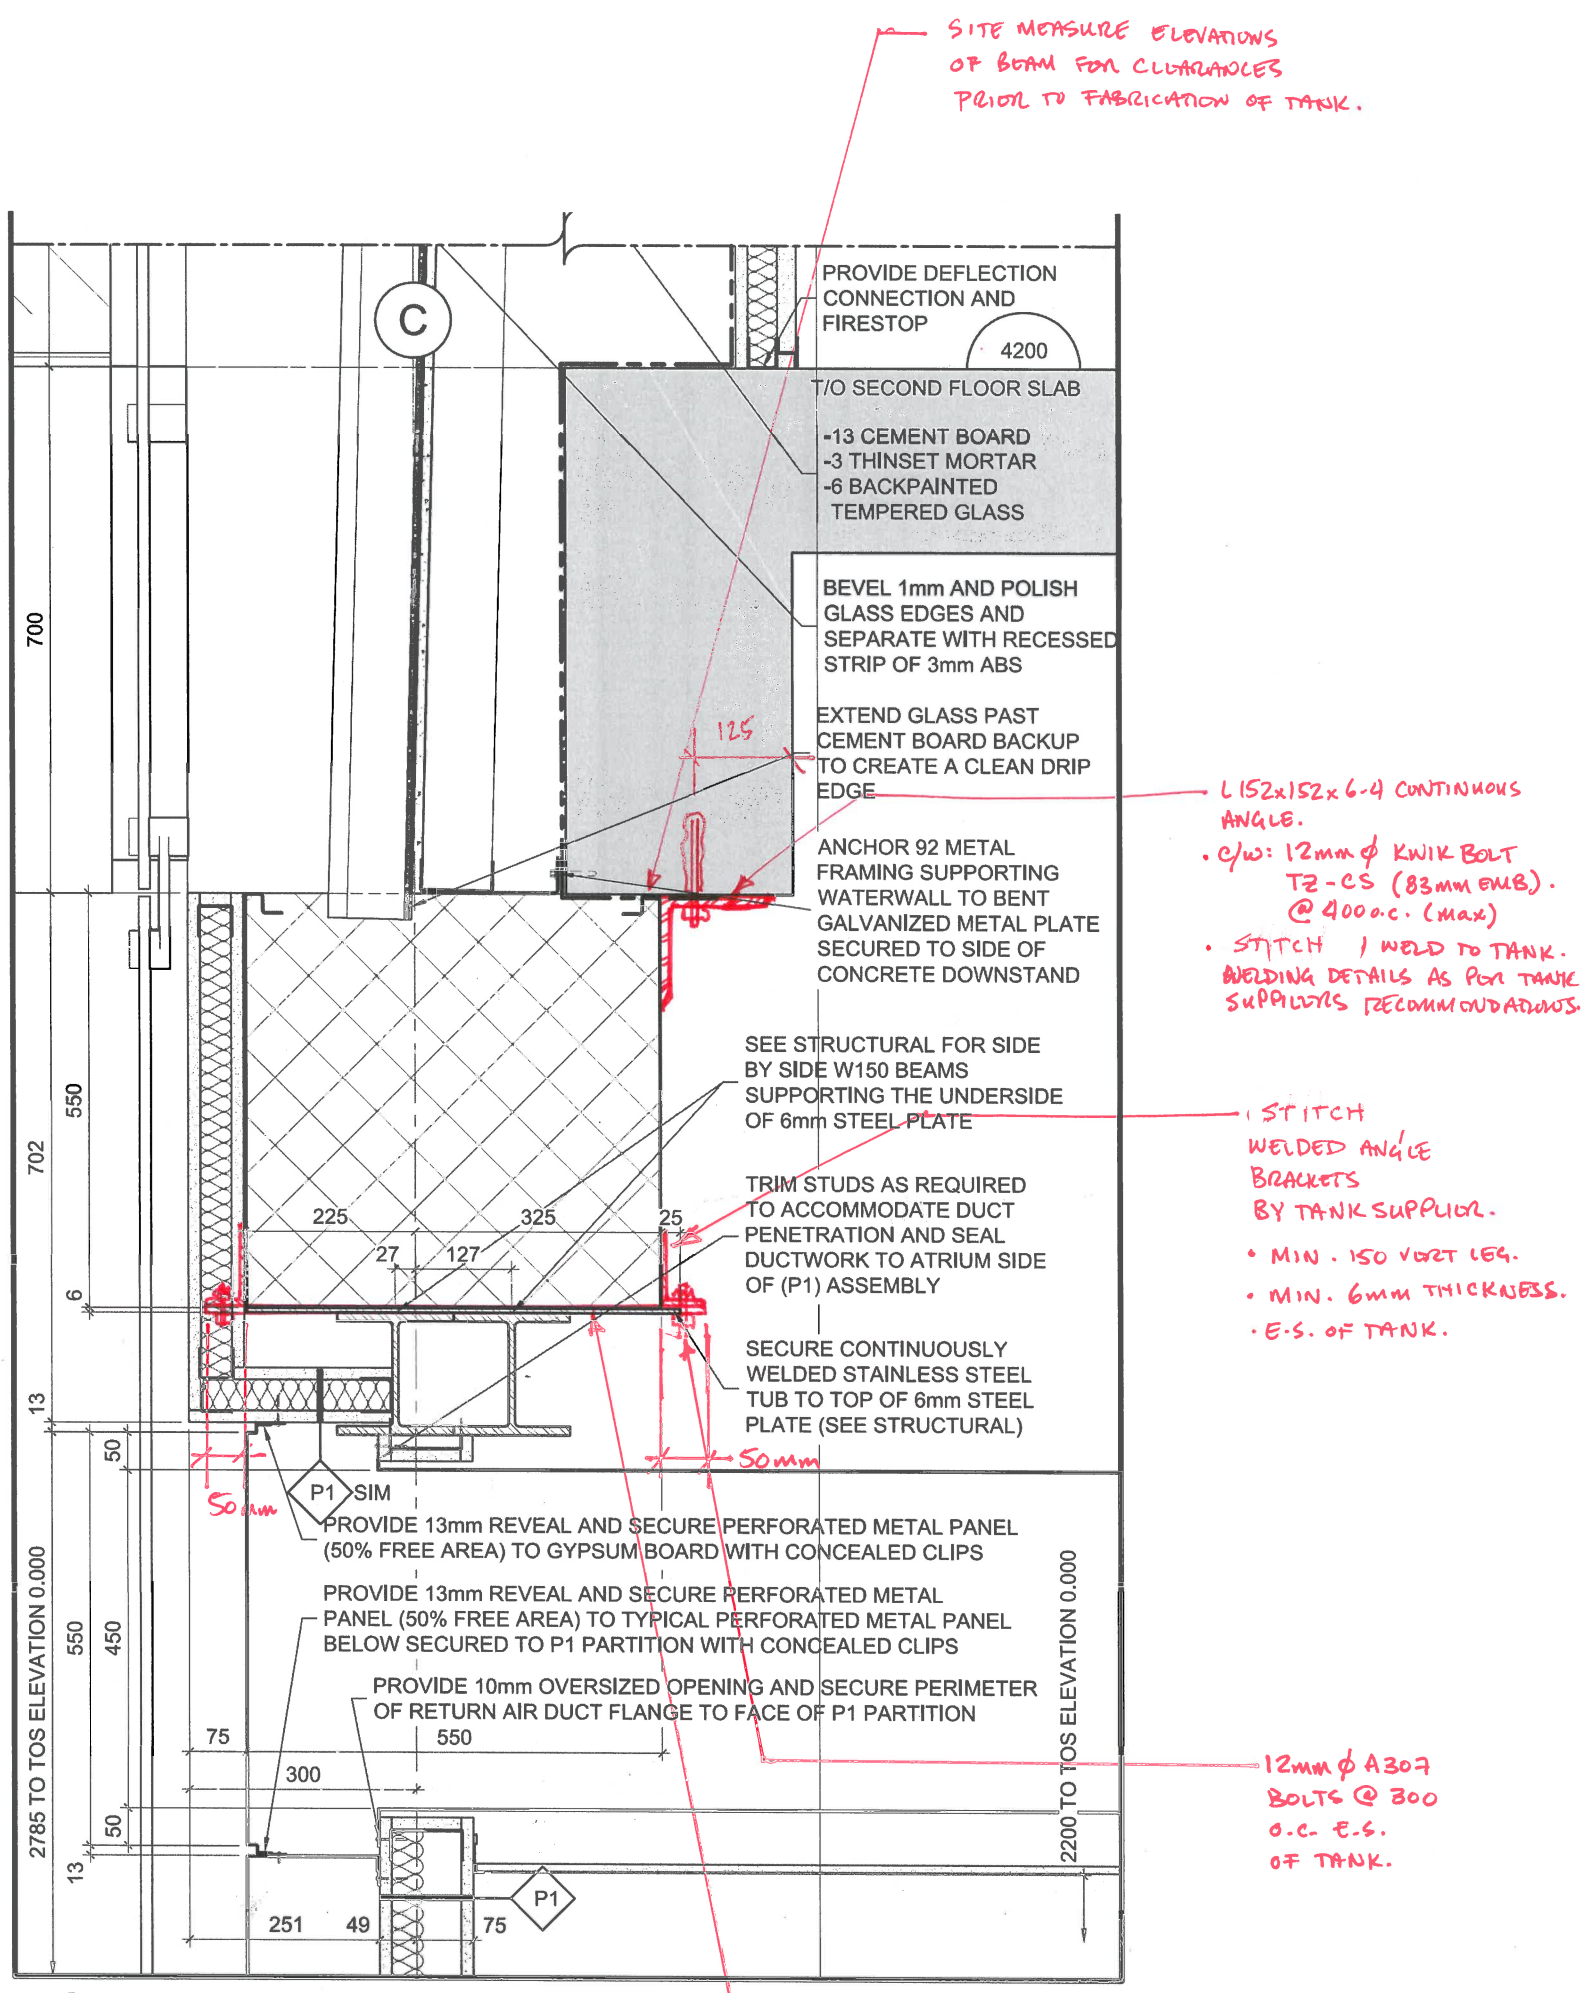 SITE MEASURE ELEVATIONS
OF BEAM FOR CLEARANCES
PRIOR TO FABRICATION OF TANK.
C
PROVIDE DEFLECTION
CONNECTION AND
FIRESTOP
4200
T/O SECOND FLOOR SLAB
-13 CEMENT BOARD
-3 THINSET MORTAR
-6 BACKPAINTED
TEMPERED GLASS
BEVEL 1mm AND POLISH
GLASS EDGES AND
SEPARATE WITH RECESSED
STRIP OF 3mm ABS
700
EXTEND GLASS PAST
CEMENT BOARD BACKUP
TO CREATE A CLEAN DRIP
EDGE
125
L152x152x6.4 CONTINUOUS
ANGLE.
• C/W: 12mm ϕ KWIK BOLT
TZ-CS (83mm EMB).
@ 400 o.c. (MAX)
• STITCH WELD TO TANK.
WELDING DETAILS AS PER TANK
SUPPILERS RECOMMENDATIONS.
ANCHOR 92 METAL
FRAMING SUPPORTING
WATERWALL TO BENT
GALVANIZED METAL PLATE
SECURED TO SIDE OF
CONCRETE DOWNSTAND
SEE STRUCTURAL FOR SIDE
BY SIDE W150 BEAMS
SUPPORTING THE UNDERSIDE
OF 6mm STEEL PLATE
550
702
STITCH
WELDED ANGLE
BRACKETS
BY TANK SUPPLIER.
• MIN. 150 VERT LEG.
• MIN. 6mm THICKNESS.
• E.S. OF TANK.
TRIM STUDS AS REQUIRED
TO ACCOMMODATE DUCT
PENETRATION AND SEAL
DUCTWORK TO ATRIUM SIDE
OF (P1) ASSEMBLY
225
325
25
27
127
6
SECURE CONTINUOUSLY
WELDED STAINLESS STEEL
TUB TO TOP OF 6mm STEEL
PLATE (SEE STRUCTURAL)
13
50
50mm
50mm
P1
SIM
PROVIDE 13mm REVEAL AND SECURE PERFORATED METAL PANEL
(50% FREE AREA) TO GYPSUM BOARD WITH CONCEALED CLIPS
PROVIDE 13mm REVEAL AND SECURE PERFORATED METAL
PANEL (50% FREE AREA) TO TYPICAL PERFORATED METAL PANEL
BELOW SECURED TO P1 PARTITION WITH CONCEALED CLIPS
PROVIDE 10mm OVERSIZED OPENING AND SECURE PERIMETER
OF RETURN AIR DUCT FLANGE TO FACE OF P1 PARTITION
2785 TO TOS ELEVATION 0.000
550
450
2200 TO TOS ELEVATION 0.000
75
550
300
50
13
12mm ϕ A307
BOLTS @ 300
O.C. E.S.
OF TANK.
P1
251
49
75